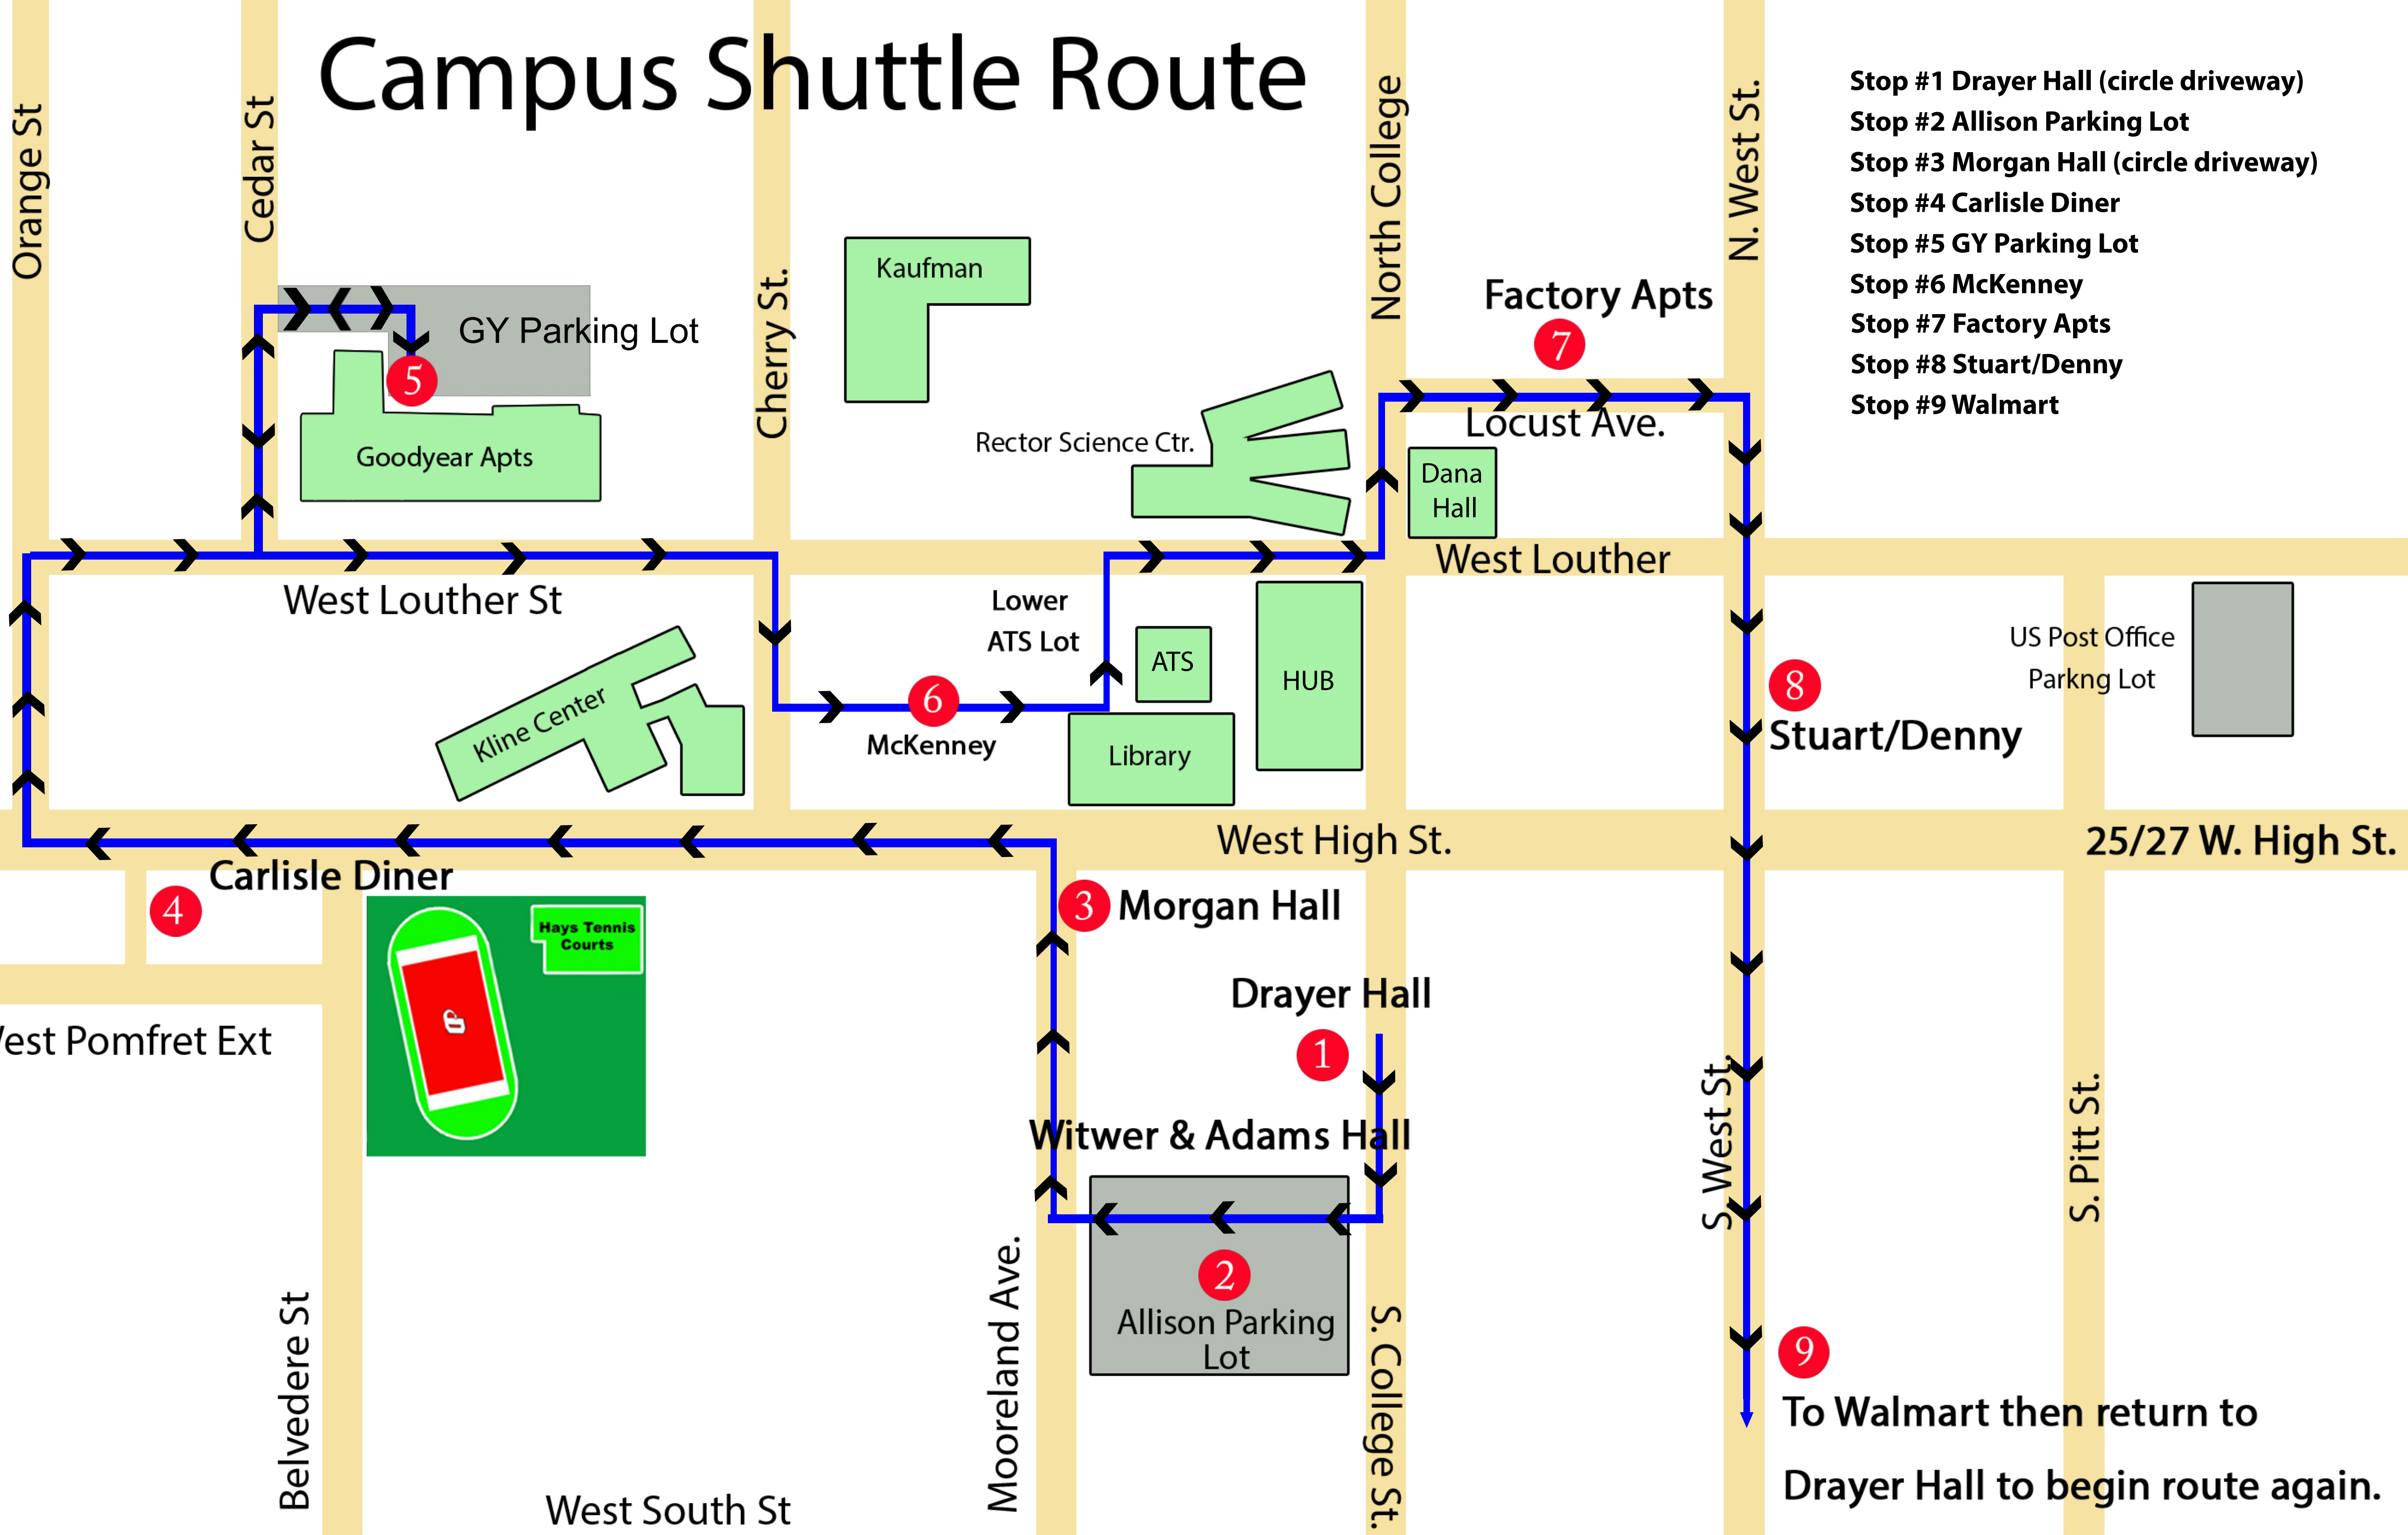 Campus Shuttle Route
Stop #1 Drayer Hall (circle driveway)
Stop #2 Allison Parking Lot
Stop #3 Morgan Hall (circle driveway)
Stop #4 Carlisle Diner
Stop #5 GY Parking Lot
Stop #6 McKenney
Stop #7 Factory Apts
Stop #8 Stuart/Denny
Stop #9 Walmart
Orange St
Cedar St
Cherry St.
North College
N. West St.
Kaufman
Factory Apts
7
GY Parking Lot
5
Goodyear Apts
Rector Science Ctr.
Locust Ave.
Dana
Hall
West Louther St
West Louther
Lower
ATS Lot
ATS
HUB
Kline Center
6
McKenney
Library
8
Stuart/Denny
US Post Office
Parkng Lot
West High St.
25/27 W. High St.
Carlisle Diner
4
3
Morgan Hall
Hays Tennis
Courts
Drayer Hall
1
est Pomfret Ext
Witwer & Adams Hall
2
Allison Parking
Lot
Belvedere St
Mooreland Ave.
S. College St.
S. West St.
S. Pitt St.
West South St
9
To Walmart then return to
Drayer Hall to begin route again.